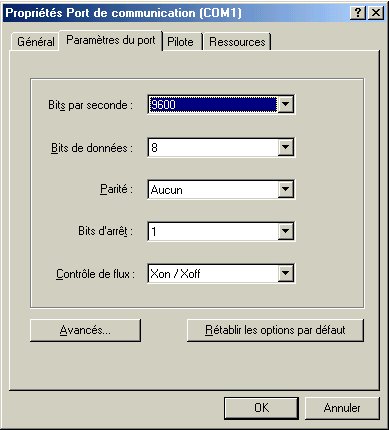 Propriétés Port de communication (COM1)
Général Paramètres du port Pilote Ressources
Bits par seconde : 9600
Bits de données : 8
Parité : Aucun
Bits d'arrêt : 1
Contrôle de flux : Xon / Xoff
Avancés... Rétablir les options par défaut
OK Annuler